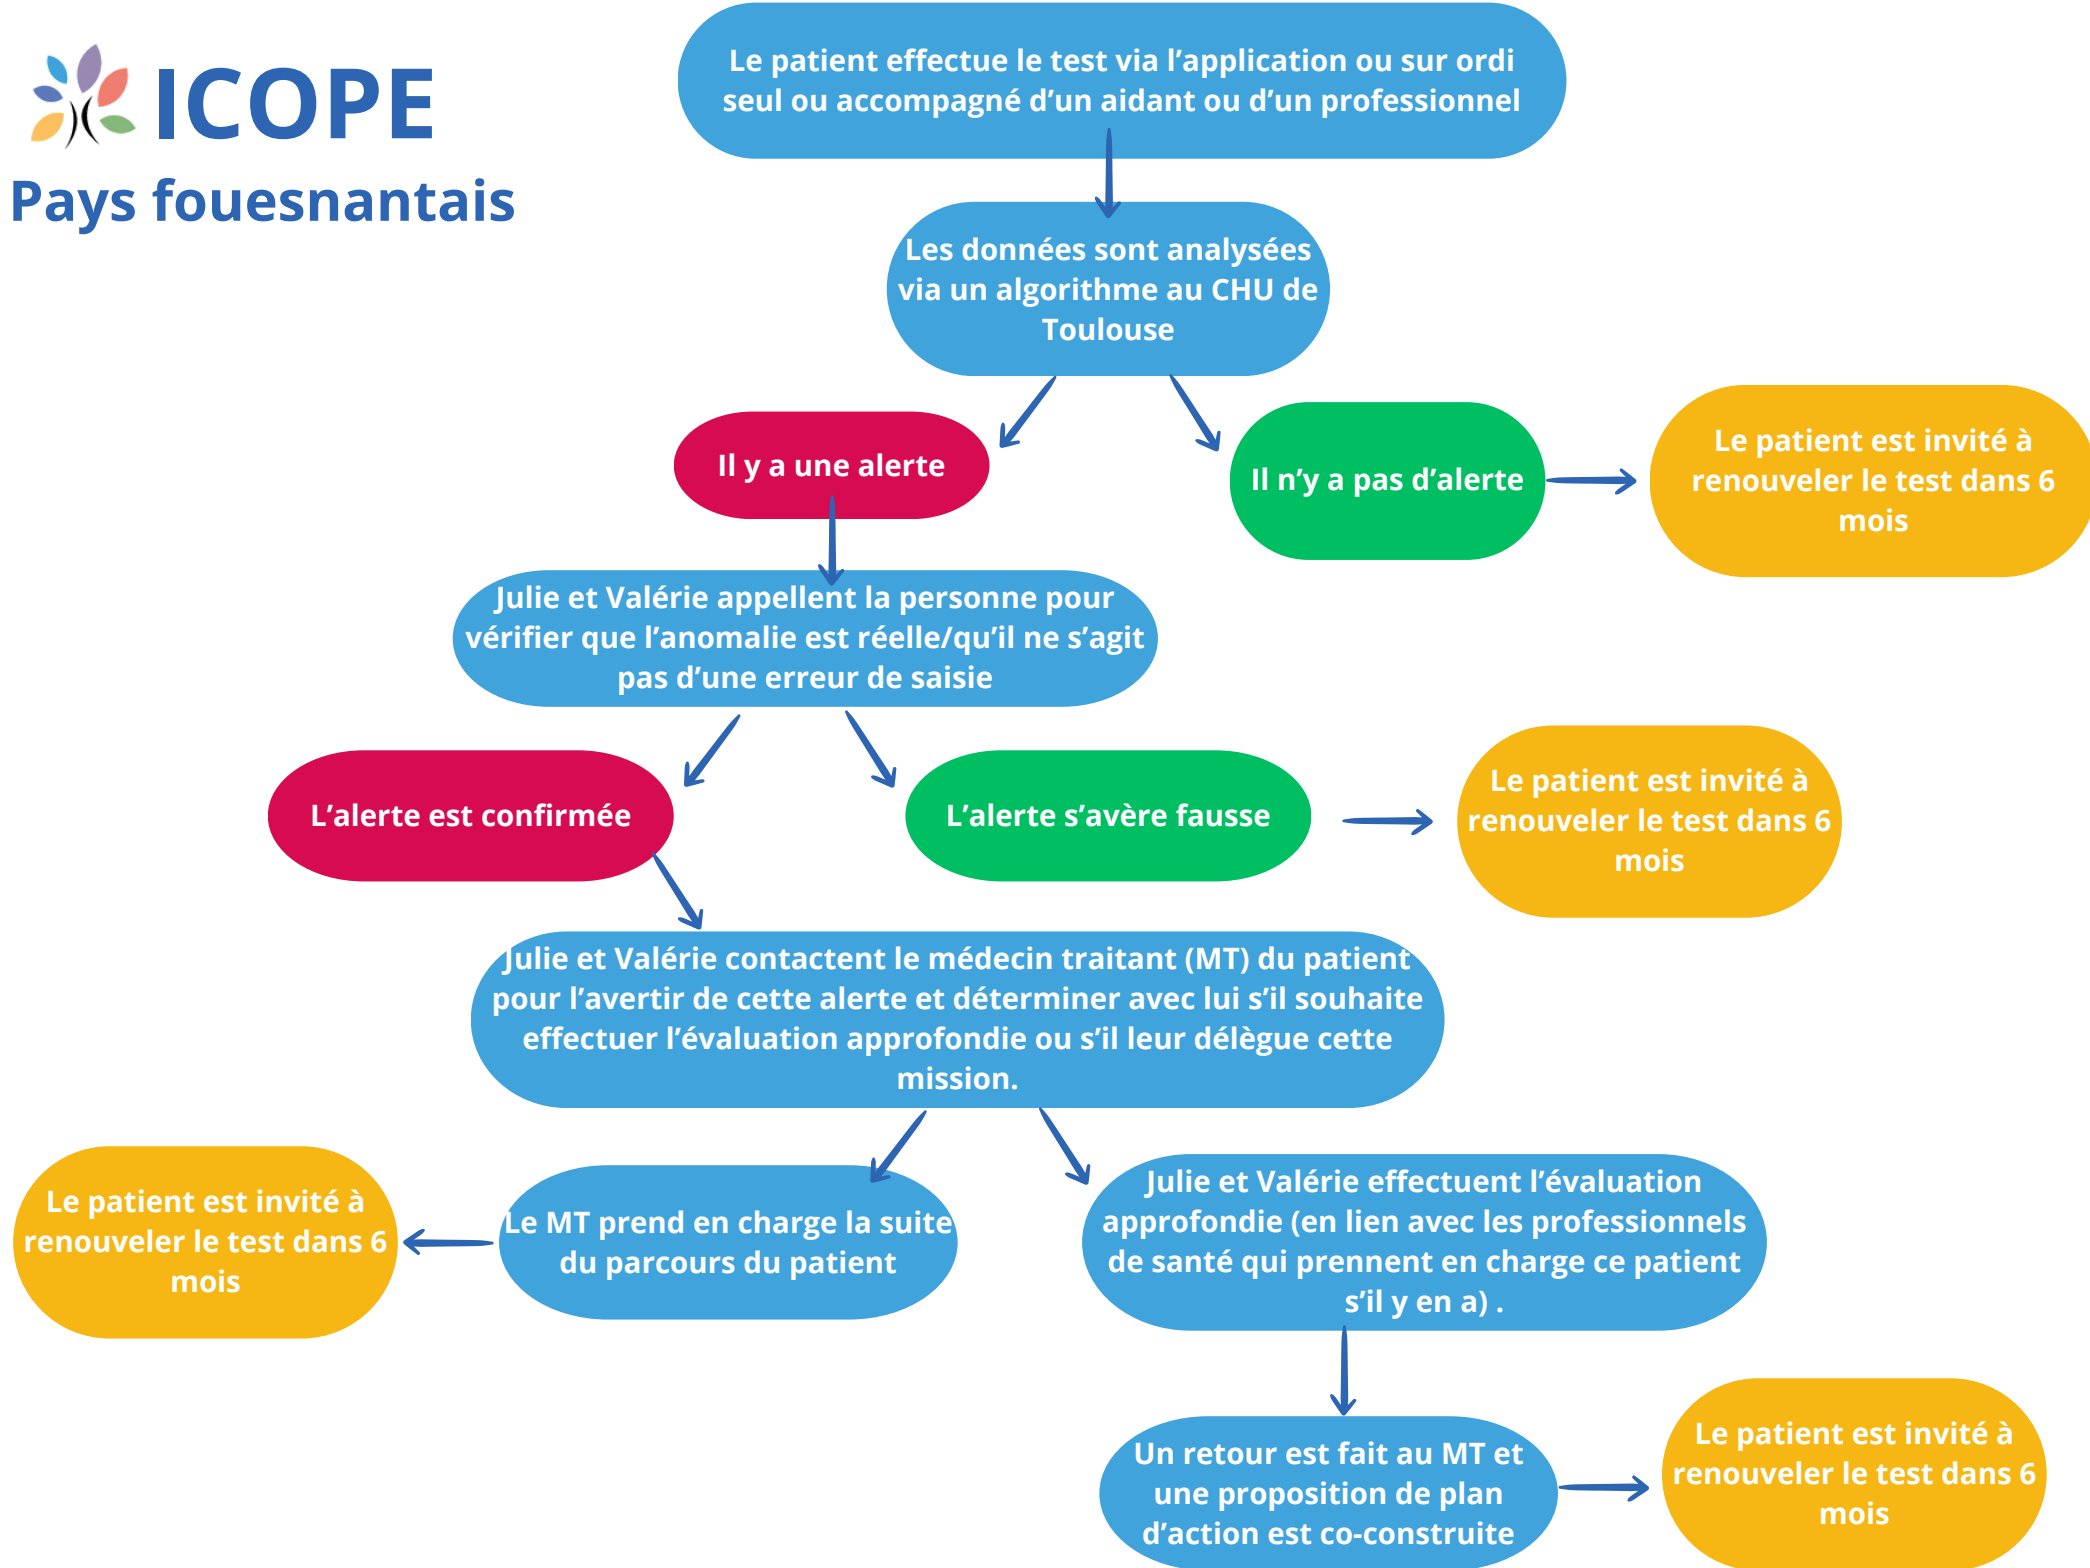 ICOPE
Pays fouesnantais
Le patient effectue le test via l’application ou sur ordi
seul ou accompagné d’un aidant ou d’un professionnel
Les données sont analysées
via un algorithme au CHU de
Toulouse
Il y a une alerte
Il n’y a pas d’alerte
Le patient est invité à
renouveler le test dans 6
mois
Julie et Valérie appellent la personne pour
vérifier que l’anomalie est réelle/qu’il ne s’agit
pas d’une erreur de saisie
L’alerte est confirmée
L’alerte s’avère fausse
Le patient est invité à
renouveler le test dans 6
mois
Julie et Valérie contactent le médecin traitant (MT) du patient
pour l’avertir de cette alerte et déterminer avec lui s’il souhaite
effectuer l’évaluation approfondie ou s’il leur délègue cette
mission.
Le patient est invité à
renouveler le test dans 6
mois
Le MT prend en charge la suite
du parcours du patient
Julie et Valérie effectuent l’évaluation
approfondie (en lien avec les professionnels
de santé qui prennent en charge ce patient
s’il y en a) .
Un retour est fait au MT et
une proposition de plan
d’action est co-construite
Le patient est invité à
renouveler le test dans 6
mois